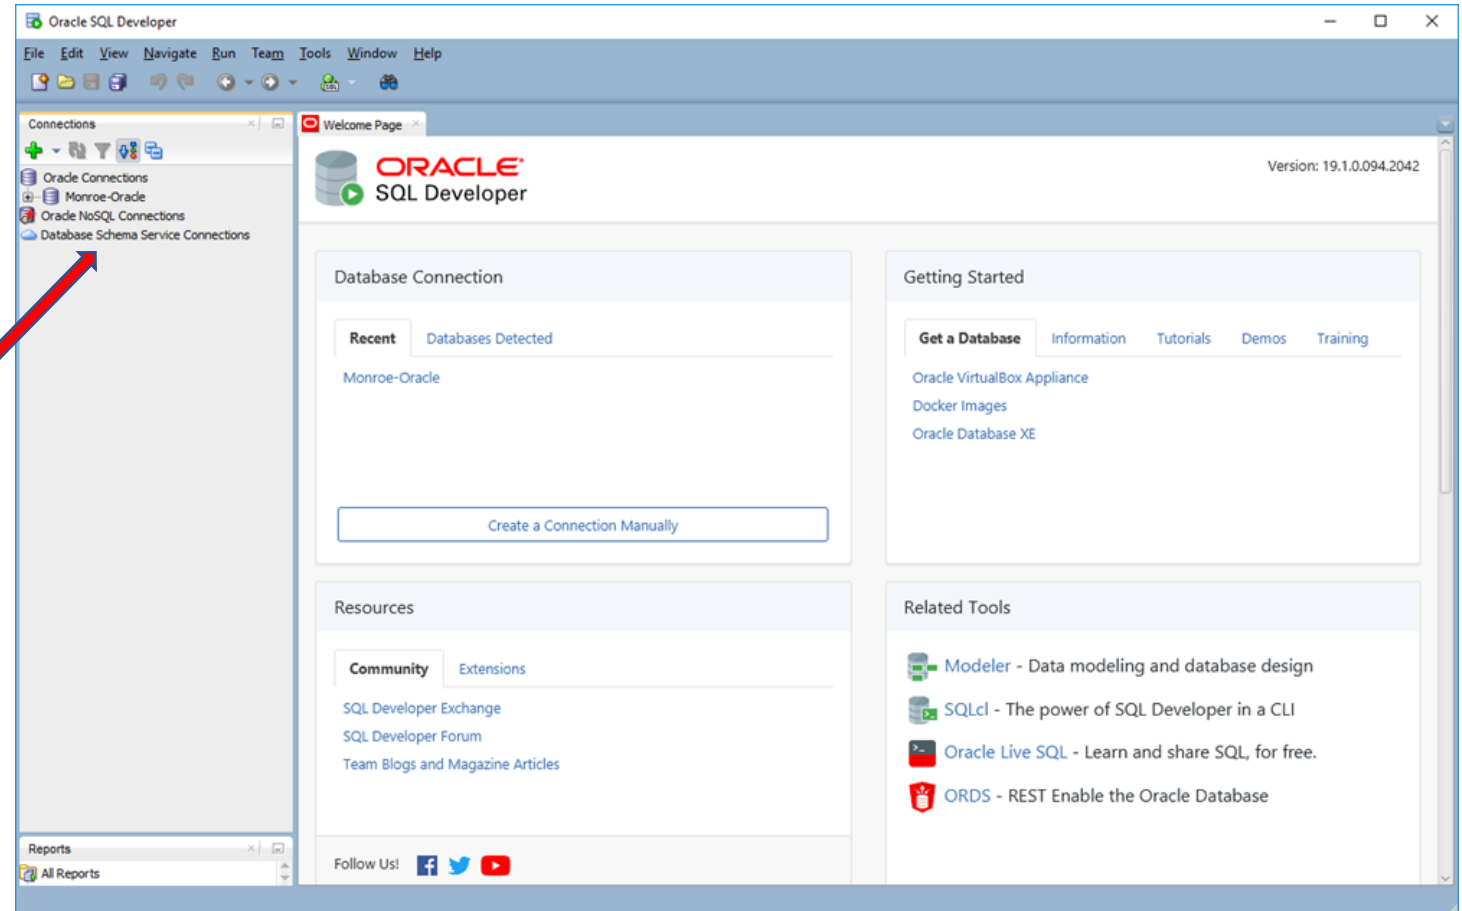 Oracle SQL Developer
File Edit View Navigate Run Team Tools Window Help
Connections
Welcome Page
Oracle Connections
Monroe-Oracle
Oracle NoSQL Connections
Database Schema Service Connections
ORACLE
SQL Developer
Version: 19.1.0.094.2042
Database Connection
Recent Databases Detected
Monroe-Oracle
Create a Connection Manually
Getting Started
Get a Database Information Tutorials Demos Training
Oracle VirtualBox Appliance
Docker Images
Oracle Database XE
Resources
Community Extensions
SQL Developer Exchange
SQL Developer Forum
Team Blogs and Magazine Articles
Related Tools
Modeler - Data modeling and database design
SQLcl - The power of SQL Developer in a CLI
Oracle Live SQL - Learn and share SQL, for free.
ORDS - REST Enable the Oracle Database
Follow Us!
Reports
All Reports